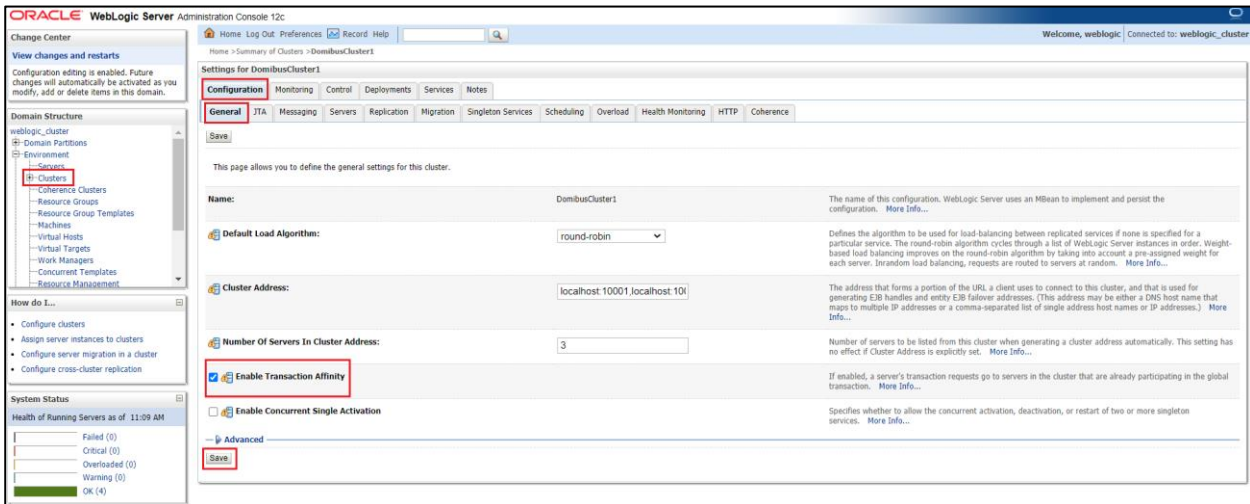 ORACLE WebLogic Server Administration Console 12c
Change Center
View changes and restarts
Configuration editing is enabled. Future
changes will automatically be activated as you
modify, add or delete items in this domain.
Domain Structure
weblogic_cluster
Domain Partitions
Environment
Servers
Clusters
Coherence Clusters
Resource Groups
Resource Group Templates
Machines
Virtual Hosts
Virtual Targets
Work Managers
Concurrent Templates
Resource Management
How do I...
Configure clusters
Assign server instances to clusters
Configure server migration in a cluster
Configure cross-cluster replication
System Status
Health of Running Servers as of 11:09 AM
Failed (0)
Critical (0)
Overloaded (0)
Warning (0)
OK (4)
Home Log Out Preferences Record Help
Welcome, weblogic Connected to: weblogic_cluster
Home >Summary of Clusters >DomibusCluster1
Settings for DomibusCluster1
Configuration Monitoring Control Deployments Services Notes
General JTA Messaging Servers Replication Migration Singleton Services Scheduling Overload Health Monitoring HTTP Coherence
Save
This page allows you to define the general settings for this cluster.
Name: DomibusCluster1
The name of this configuration. WebLogic Server uses an MBean to implement and persist the
configuration. More Info...
Default Load Algorithm: round-robin
Defines the algorithm to be used for load-balancing between replicated services if none is specified for a
particular service. The round-robin algorithm cycles through a list of WebLogic Server instances in order. Weight-
based load balancing improves on the round-robin algorithm by taking into account a pre-assigned weight for
each server. Inrandom load balancing, requests are routed to servers at random. More Info...
Cluster Address: localhost:10001,localhost:100
The address that forms a portion of the URL a client uses to connect to this cluster, and that is used for
generating EJB handles and entity EJB failover addresses. (This address may be either a DNS host name that
maps to multiple IP addresses or a comma-separated list of single address host names or IP addresses.) More
Info...
Number Of Servers In Cluster Address: 3
Number of servers to be listed from this cluster when generating a cluster address automatically. This setting has
no effect if Cluster Address is explicitly set. More Info...
Enable Transaction Affinity
If enabled, a server's transaction requests go to servers in the cluster that are already participating in the global
transaction. More Info...
Enable Concurrent Single Activation
Specifies whether to allow the concurrent activation, deactivation, or restart of two or more singleton
services. More Info...
Advanced
Save